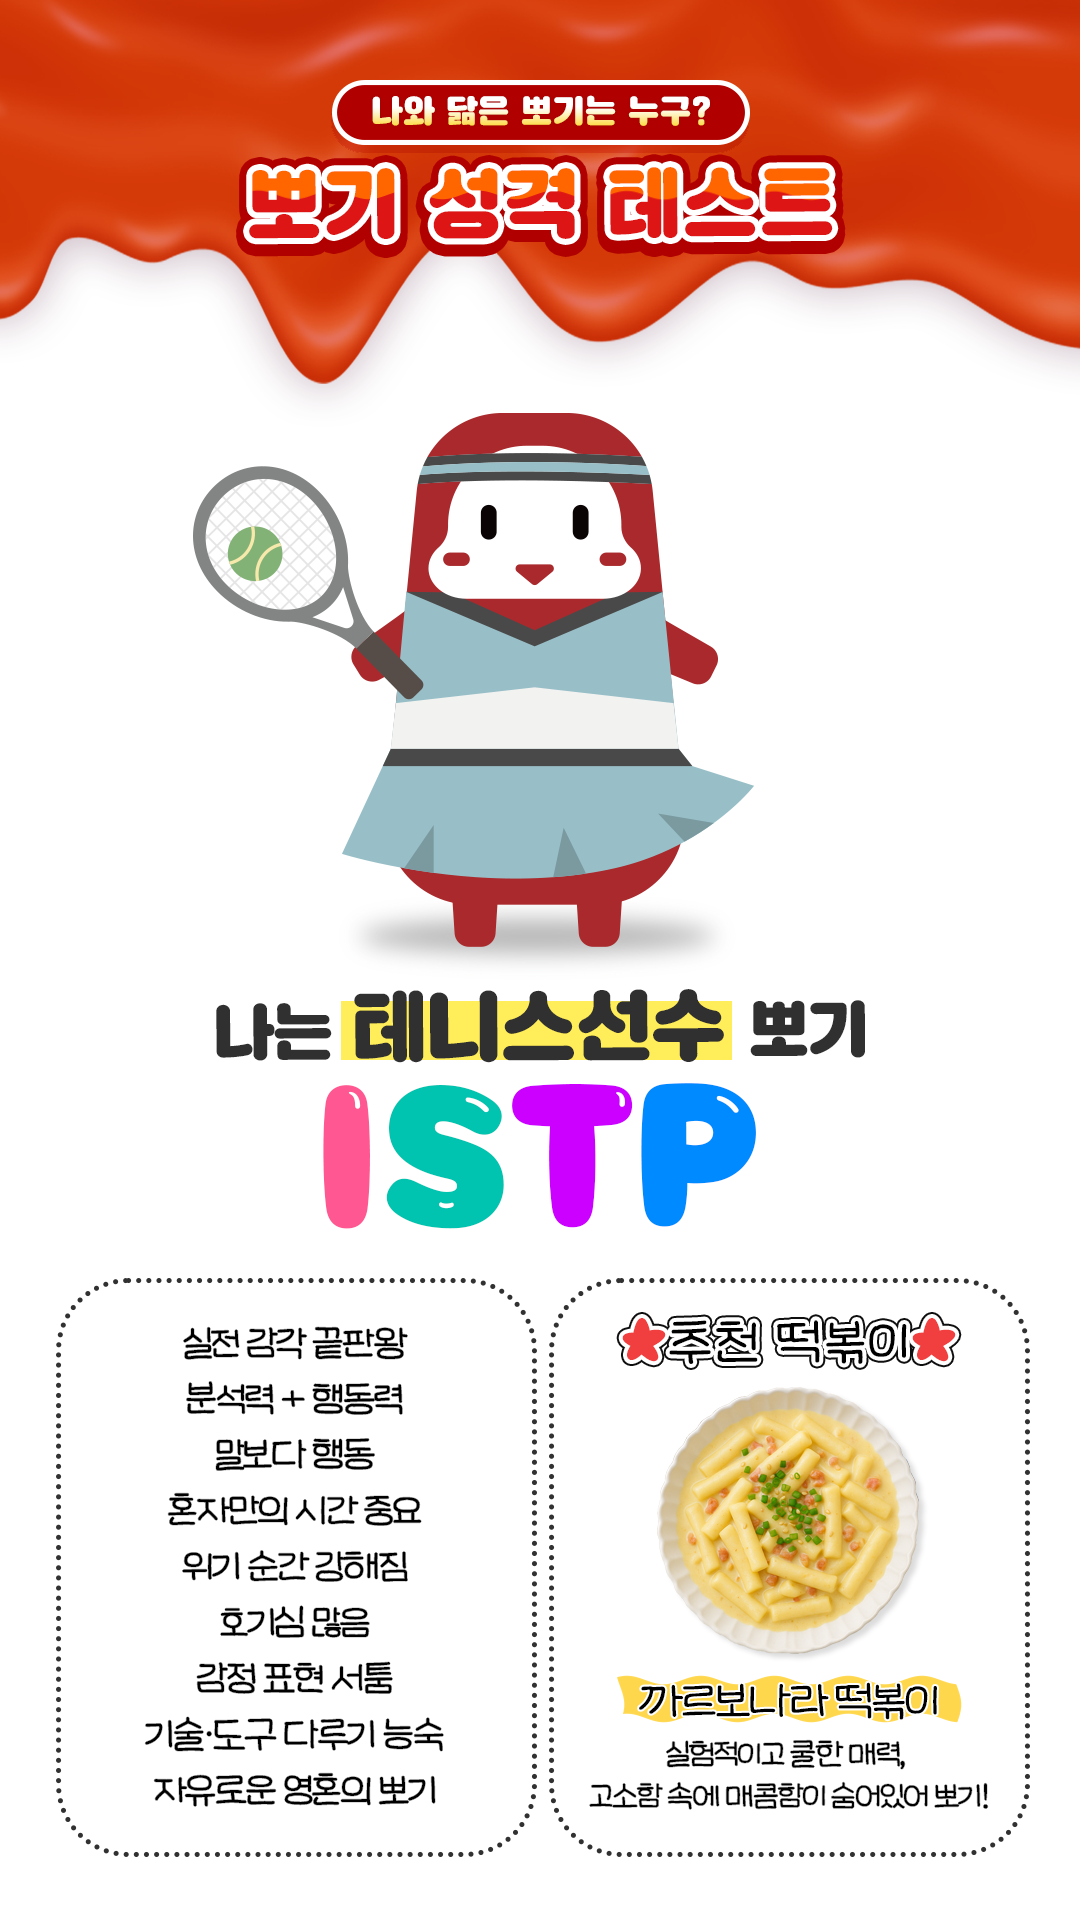 나와 닮은 뽀기는 누구?
뽀기 성격 테스트
나는 테니스선수 뽀기
ISTP
실전 감각 끝판왕
분석력 + 행동력
말보다 행동
혼자만의 시간 중요
위기 순간 강해짐
호기심 많음
감정 표현 서툼
기술·도구 다루기 능숙
자유로운 영혼의 뽀기
추천 떡볶이
까르보나라 떡볶이
실험적이고 쿨한 매력,
고소함 속에 매콤함이 숨어있어 뽀기!